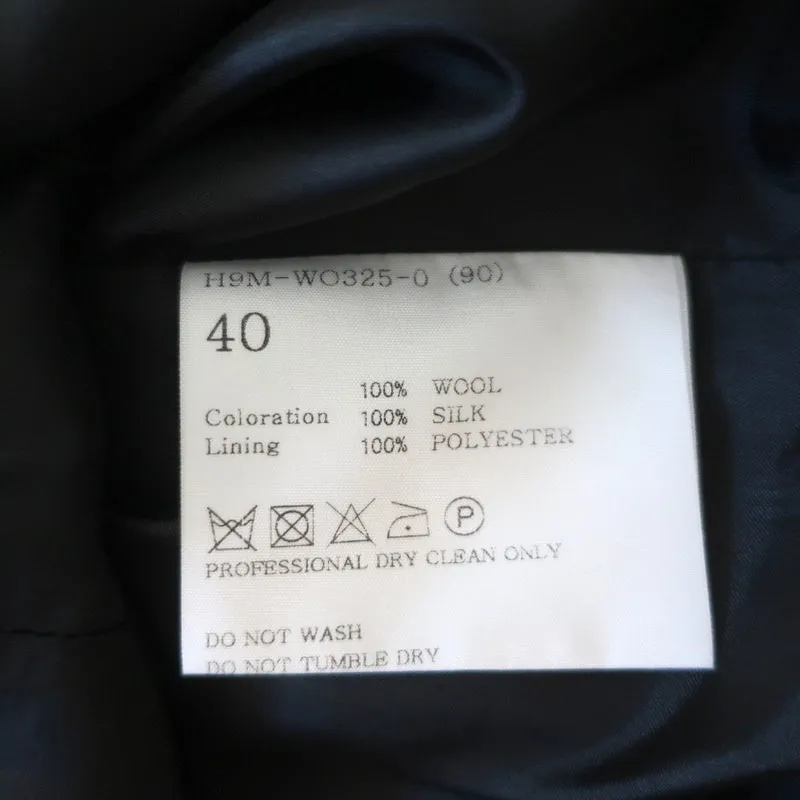 H9M-WO325-0 (90)
40
100% WOOL
Coloration 100% SILK
Lining 100% POLYESTER
P
PROFESSIONAL DRY CLEAN ONLY
DO NOT WASH
DO NOT TUMBLE DRY